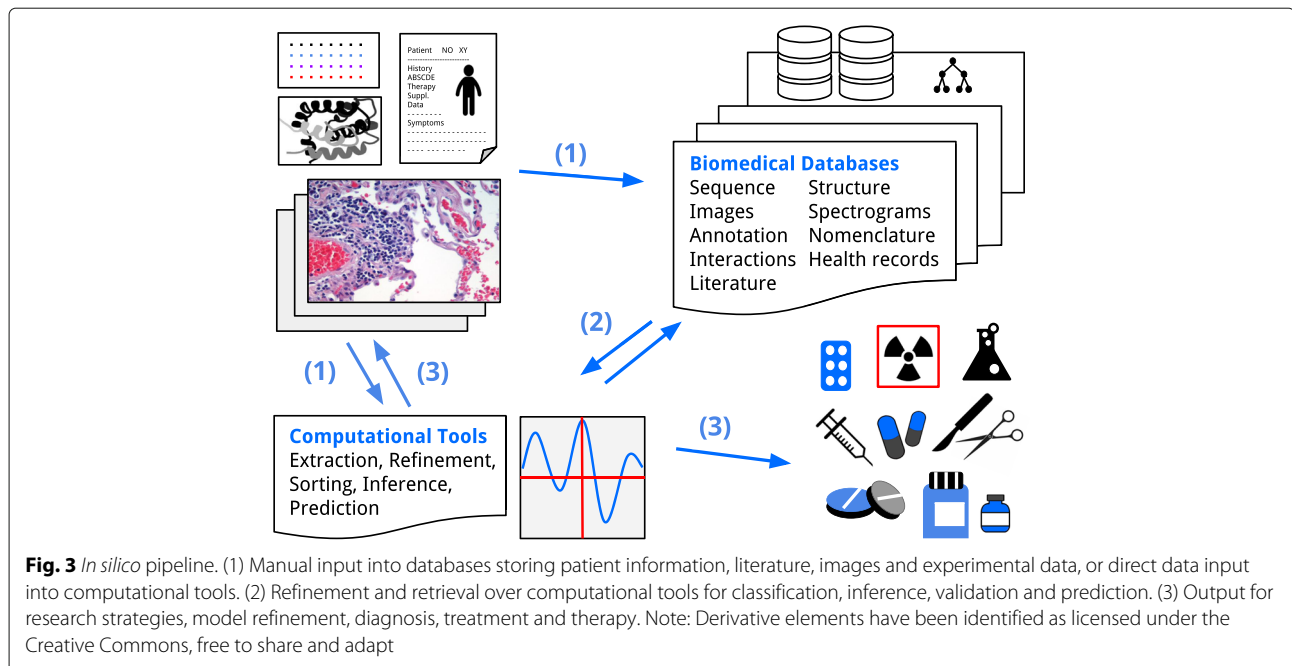 Patient NO XY
History
ABSCDE
Therapy
Suppl.
Data
Symptoms
(1)
Biomedical Databases
Sequence Structure
Images Spectrograms
Annotation Nomenclature
Interactions Health records
Literature
(2)
(1)
(3)
Computational Tools
Extraction, Refinement,
Sorting, Inference,
Prediction
(3)
Fig. 3 In silico pipeline. (1) Manual input into databases storing patient information, literature, images and experimental data, or direct data input
into computational tools. (2) Refinement and retrieval over computational tools for classification, inference, validation and prediction. (3) Output for
research strategies, model refinement, diagnosis, treatment and therapy. Note: Derivative elements have been identified as licensed under the
Creative Commons, free to share and adapt